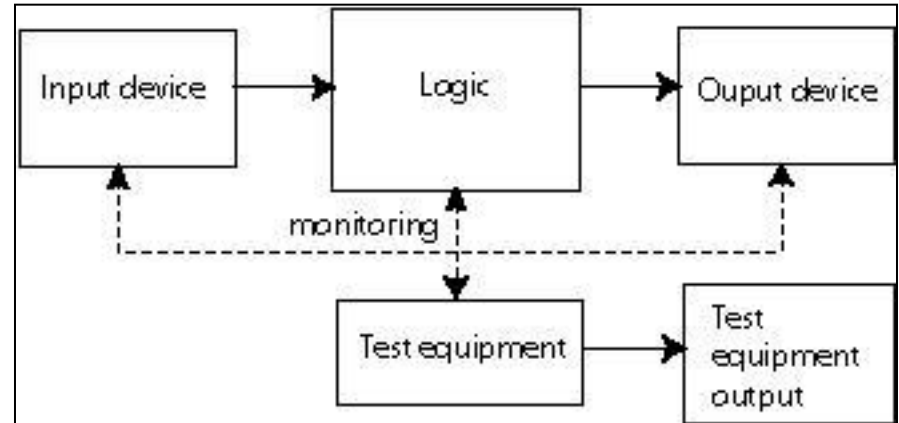 Input device
Logic
Ouput device
monitoring
Test equipment
Test
equipment
output